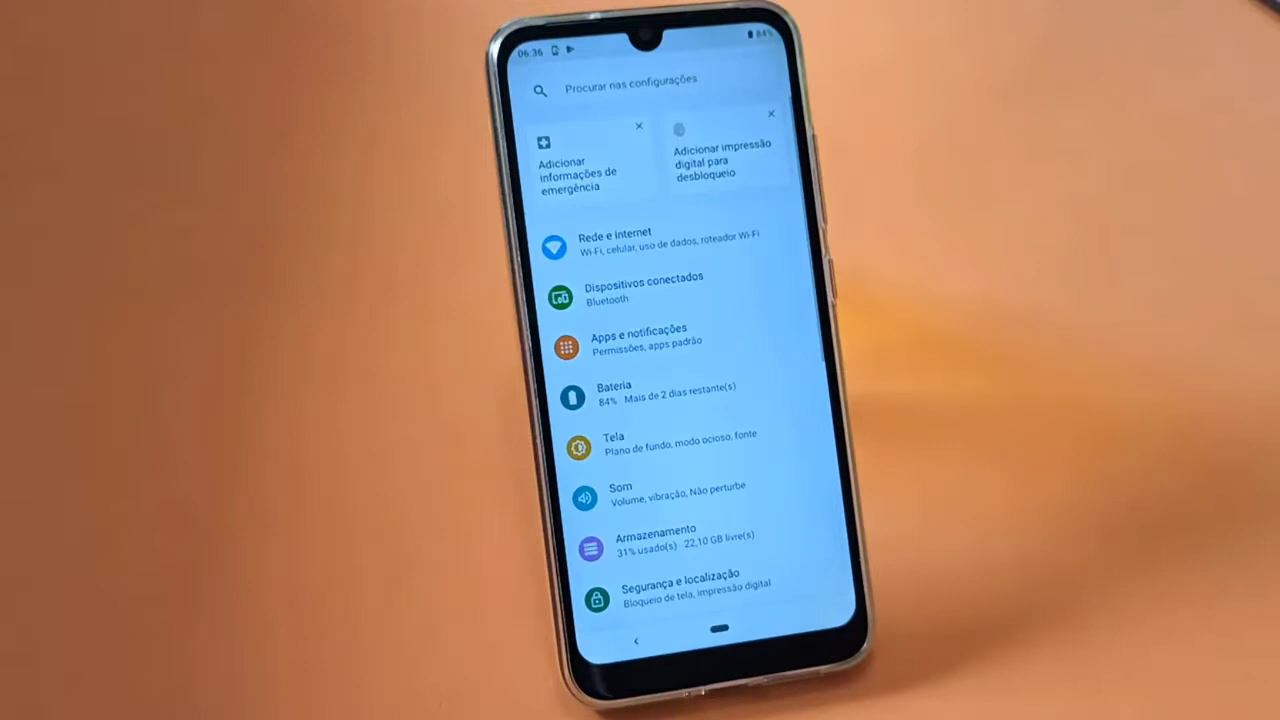 06:36
84%
Procurar nas configurações
Adicionar
informações de
emergência
Adicionar impressão
digital para
desbloqueio
Rede e internet
Wi-Fi, celular, uso de dados, roteador Wi-Fi
Dispositivos conectados
Bluetooth
Apps e notificações
Permissões, apps padrão
Bateria
84% · Mais de 2 dias restante(s)
Tela
Plano de fundo, modo ocioso, fonte
Som
Volume, vibração, Não perturbe
Armazenamento
31% usado(s) · 22,10 GB livre(s)
Segurança e localização
Bloqueio de tela, impressão digital